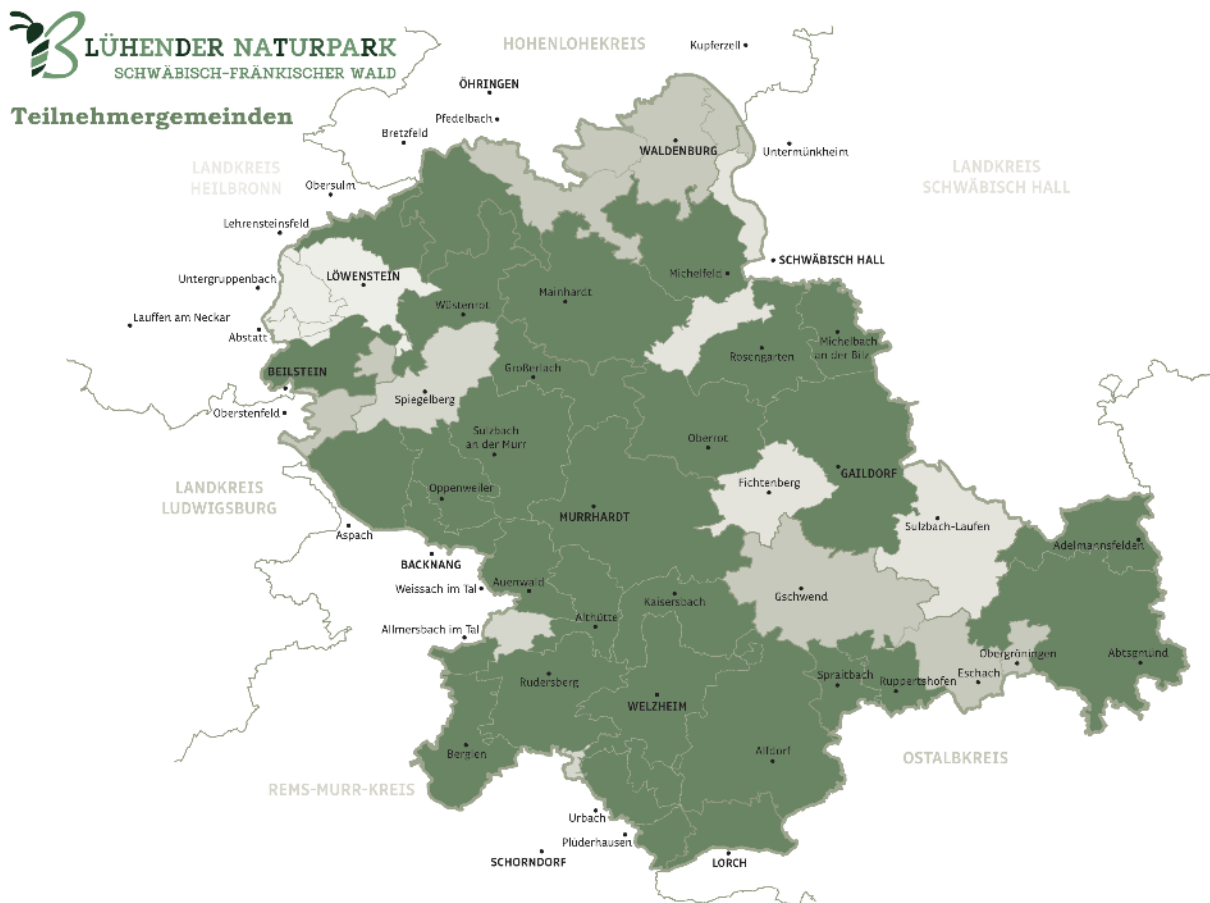 BLÜHENDER NATURPARK
SCHWÄBISCH-FRÄNKISCHER WALD
Teilnehmergemeinden
HOHENLOHEKREIS
Kupferzell
ÖHRINGEN
Pfedelbach
Bretzfeld
WALDENBURG
Untermünkheim
LANDKREIS
HEILBRONN
LANDKREIS
SCHWÄBISCH HALL
Obersulm
Lehrensteinsfeld
SCHWÄBISCH HALL
Untergruppenbach
LÖWENSTEIN
Michelfeld
Mainhardt
Wüstenrot
Lauffen am Neckar
Abstatt
Michelbach
an der Bilz
Rosengarten
BEILSTEIN
Großerlach
Spiegelberg
Oberstenfeld
Sulzbach
an der Murr
Oberrot
GAILDORF
Fichtenberg
LANDKREIS
LUDWIGSBURG
Oppenweiler
MURRHARDT
Sulzbach-Laufen
Aspach
Adelmannsfelden
BACKNANG
Weissach im Tal
Auenwald
Kaisersbach
Gschwend
Althütte
Allmersbach im Tal
Obergröningen
Abtsgmünd
Eschach
Spraitbach
Ruppertshofen
Rudersberg
WELZHEIM
Berglen
Alfdorf
OSTALBKREIS
REMS-MURR-KREIS
Urbach
Plüderhausen
SCHORNDORF
LORCH